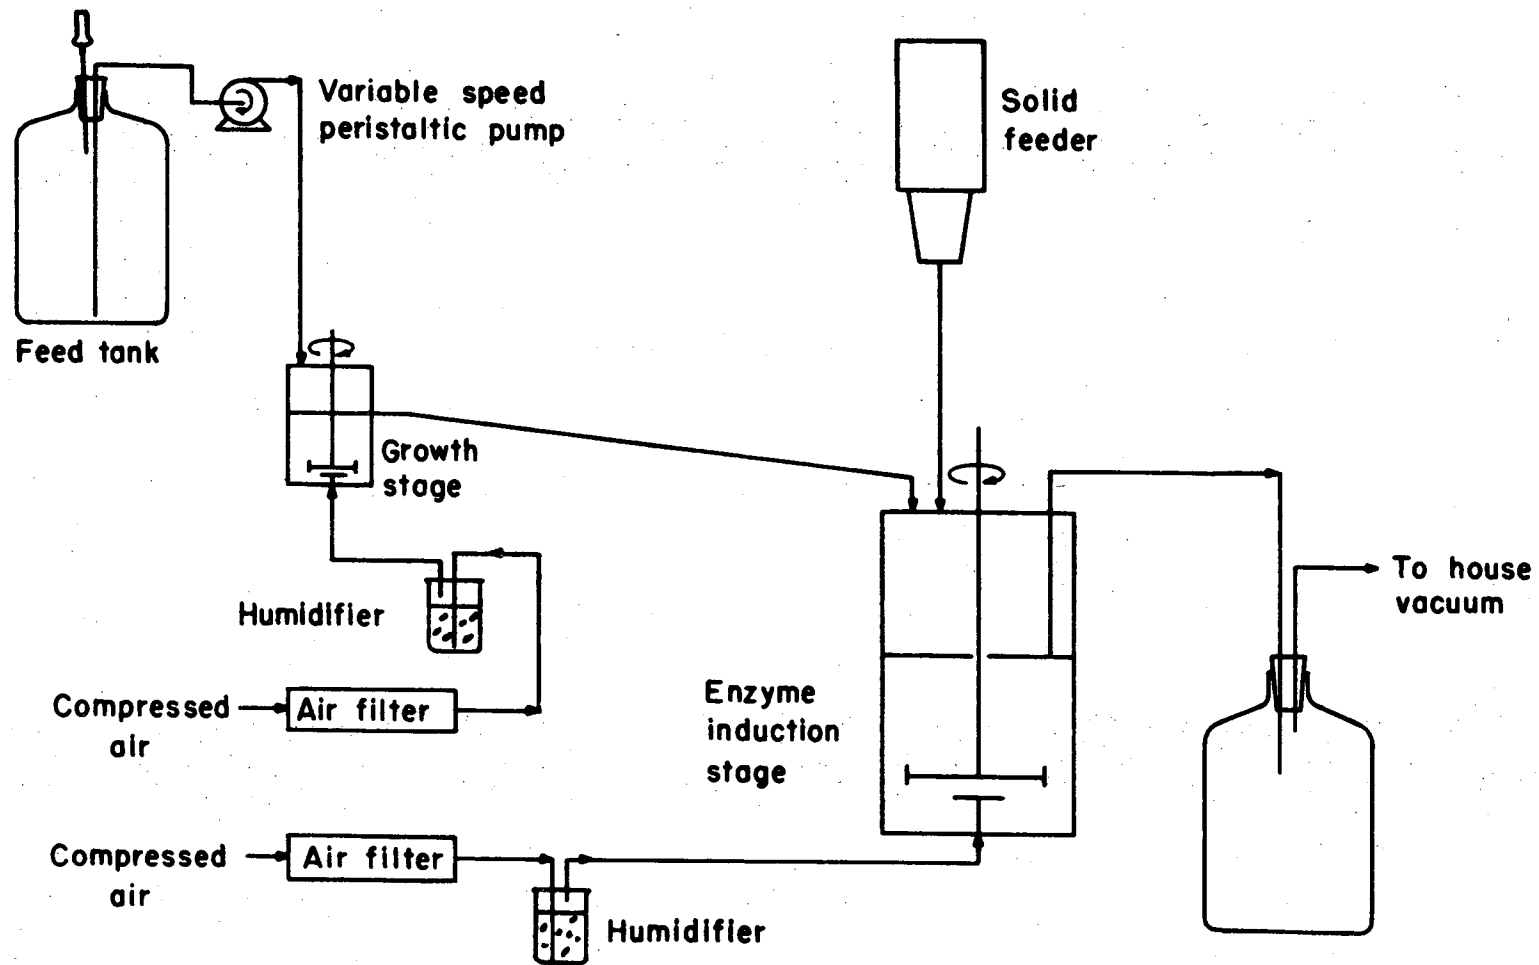 Variable speed
peristaltic pump
Solid
feeder
Feed tank
Growth
stage
To house
vacuum
Humidifier
Enzyme
induction
stage
Compressed
air
Air filter
Compressed
air
Air filter
Humidifier